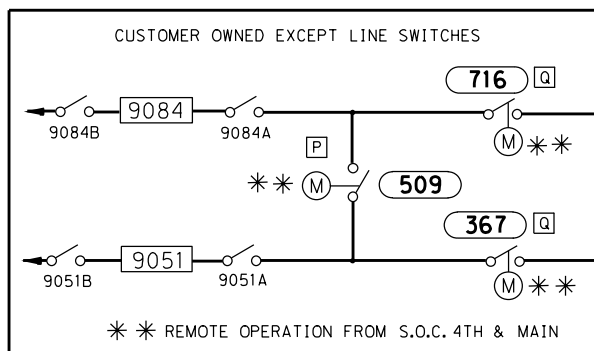 CUSTOMER OWNED EXCEPT LINE SWITCHES
716 Q
9084B 9084 9084A M **
P
** M 509
367 Q
9051B 9051 9051A M **
** REMOTE OPERATION FROM S.O.C. 4TH & MAIN